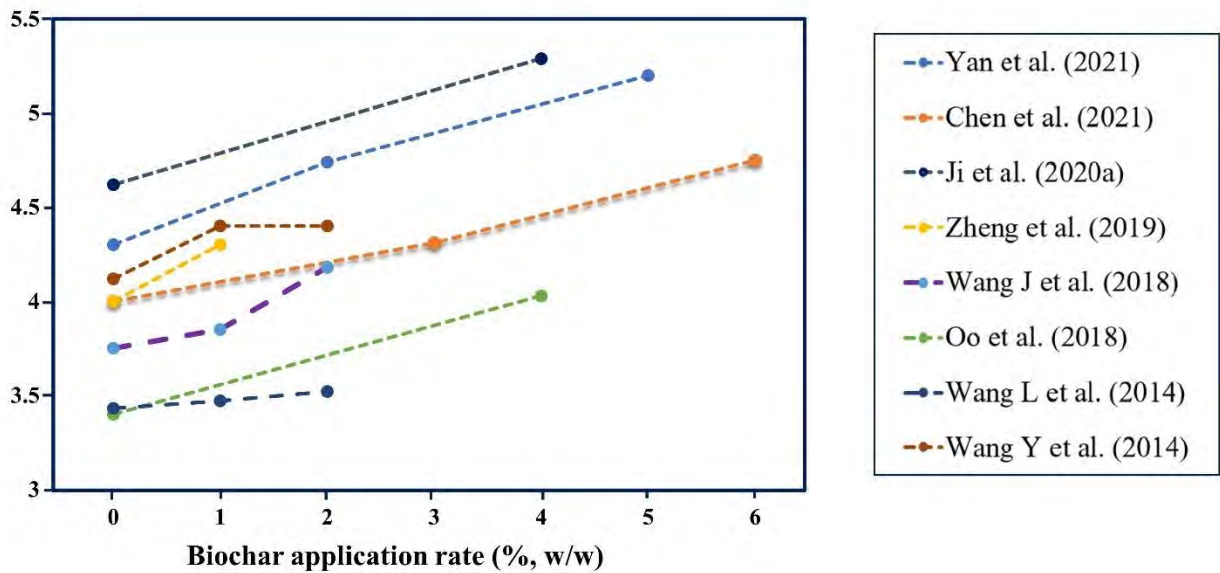 5.5
5
4.5
4
3.5
3
0 1 2 3 4 5 6
Biochar application rate (%, w/w)
Yan et al. (2021)
Chen et al. (2021)
Ji et al. (2020a)
Zheng et al. (2019)
Wang J et al. (2018)
Oo et al. (2018)
Wang L et al. (2014)
Wang Y et al. (2014)